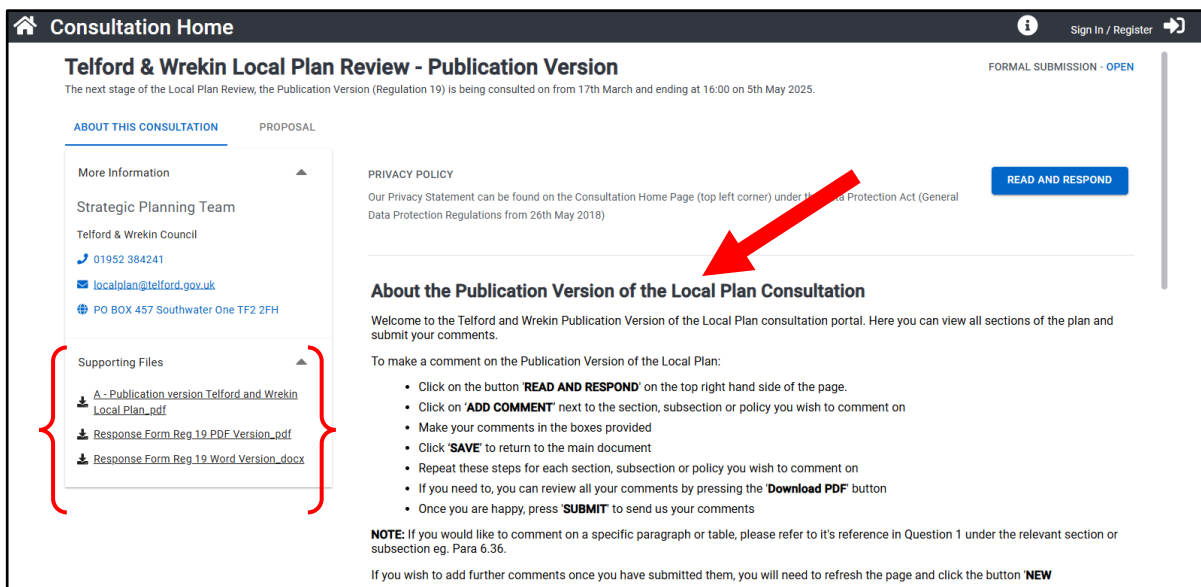 Consultation Home
Sign In / Register
Telford & Wrekin Local Plan Review - Publication Version
FORMAL SUBMISSION - OPEN
The next stage of the Local Plan Review, the Publication Version (Regulation 19) is being consulted on from 17th March and ending at 16:00 on 5th May 2025.
ABOUT THIS CONSULTATION
PROPOSAL
More Information
Strategic Planning Team
Telford & Wrekin Council
01952 384241
localplan@telford.gov.uk
PO BOX 457 Southwater One TF2 2FH
Supporting Files
A - Publication version Telford and Wrekin
Local Plan_pdf
Response Form Reg 19 PDF Version_pdf
Response Form Reg 19 Word Version_docx
PRIVACY POLICY
READ AND RESPOND
Our Privacy Statement can be found on the Consultation Home Page (top left corner) under Protection Act (General
Data Protection Regulations from 26th May 2018)
About the Publication Version of the Local Plan Consultation
Welcome to the Telford and Wrekin Publication Version of the Local Plan consultation portal. Here you can view all sections of the plan and
submit your comments.
To make a comment on the Publication Version of the Local Plan:
• Click on the button 'READ AND RESPOND' on the top right hand side of the page.
• Click on 'ADD COMMENT' next to the section, subsection or policy you wish to comment on
• Make your comments in the boxes provided
• Click 'SAVE' to return to the main document
• Repeat these steps for each section, subsection or policy you wish to comment on
• If you need to, you can review all your comments by pressing the 'Download PDF' button
• Once you are happy, press 'SUBMIT' to send us your comments
NOTE: If you would like to comment on a specific paragraph or table, please refer to it's reference in Question 1 under the relevant section or
subsection eg. Para 6.36.
If you wish to add further comments once you have submitted them, you will need to refresh the page and click the button 'NEW